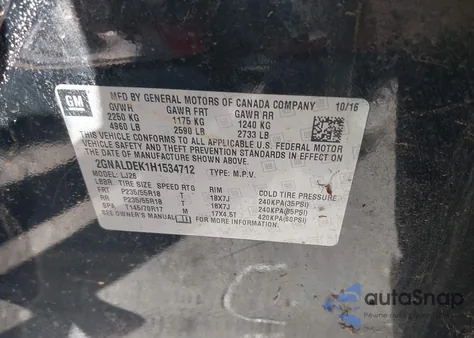 GM
MFD BY GENERAL MOTORS OF CANADA COMPANY 10/16
GVWR GAWR FRT GAWR RR
2250 KG 1175 KG 1240 KG
4960 LB 2590 LB 2733 LB
THIS VEHICLE CONFORMS TO ALL APPLICABLE U.S. FEDERAL MOTOR
VEHICLE SAFETY, BUMPER, AND THEFT PREVENTION STANDARDS
IN EFFECT ON THE DATE OF MANUFACTURE SHOWN ABOVE.
2GNALDEK1H1534712 TYPE: M.P.V.
MODEL: LJ26
LBBR: TIRE SIZE SPEED RTG RIM COLD TIRE PRESSURE
FRT P235/55R18 T 18X7J 240KPA(35PSI)
RR P235/55R18 T 18X7J 240KPA(35PSI)
SPA T145/70R17 M 17X4.5T 420KPA(60PSI)
SEE OWNER'S MANUAL FOR MORE INFORMATION.
autoSnap